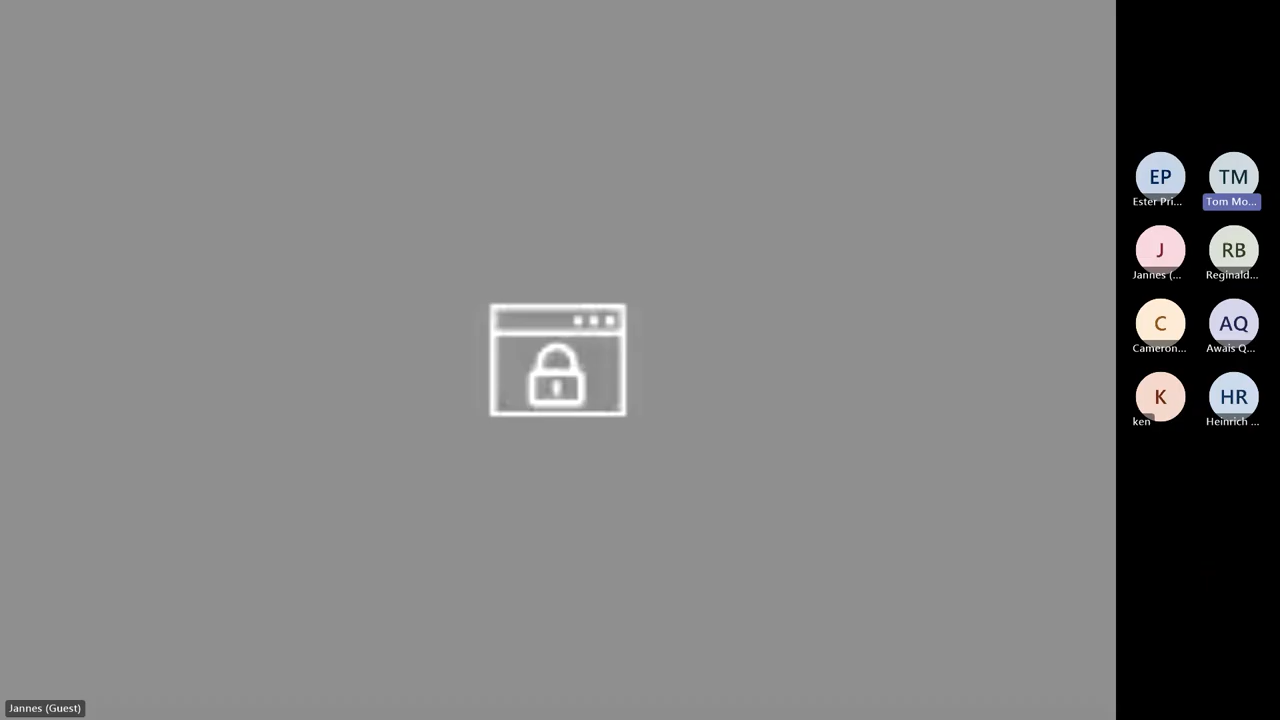 EP
TM
Ester Pri...
Tom Mo...
J
RB
Jannes (...
Reginald...
C
AQ
Cameron...
Awais Q...
K
HR
ken
Heinrich ...
Jannes (Guest)